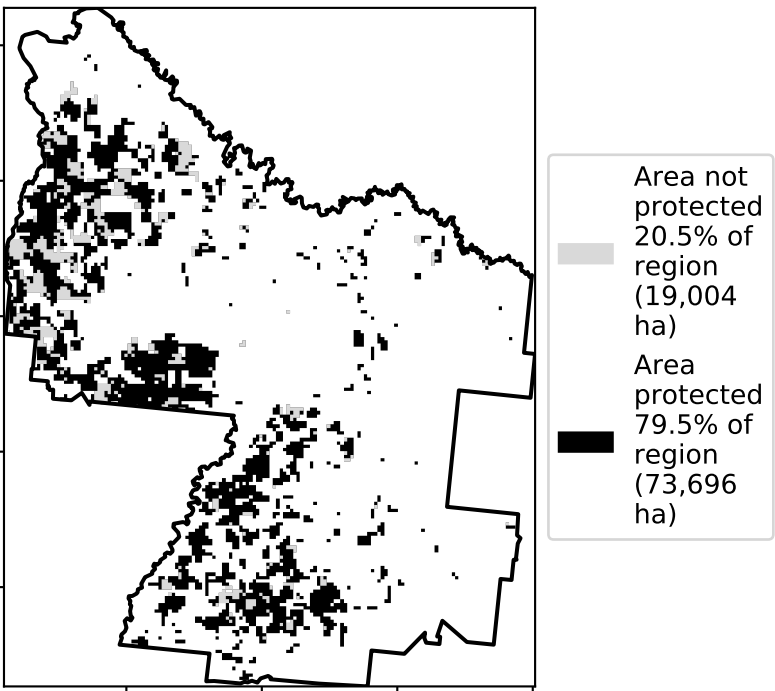 Area not
protected
20.5% of
region
(19,004
ha)
Area
protected
79.5% of
region
(73,696
ha)